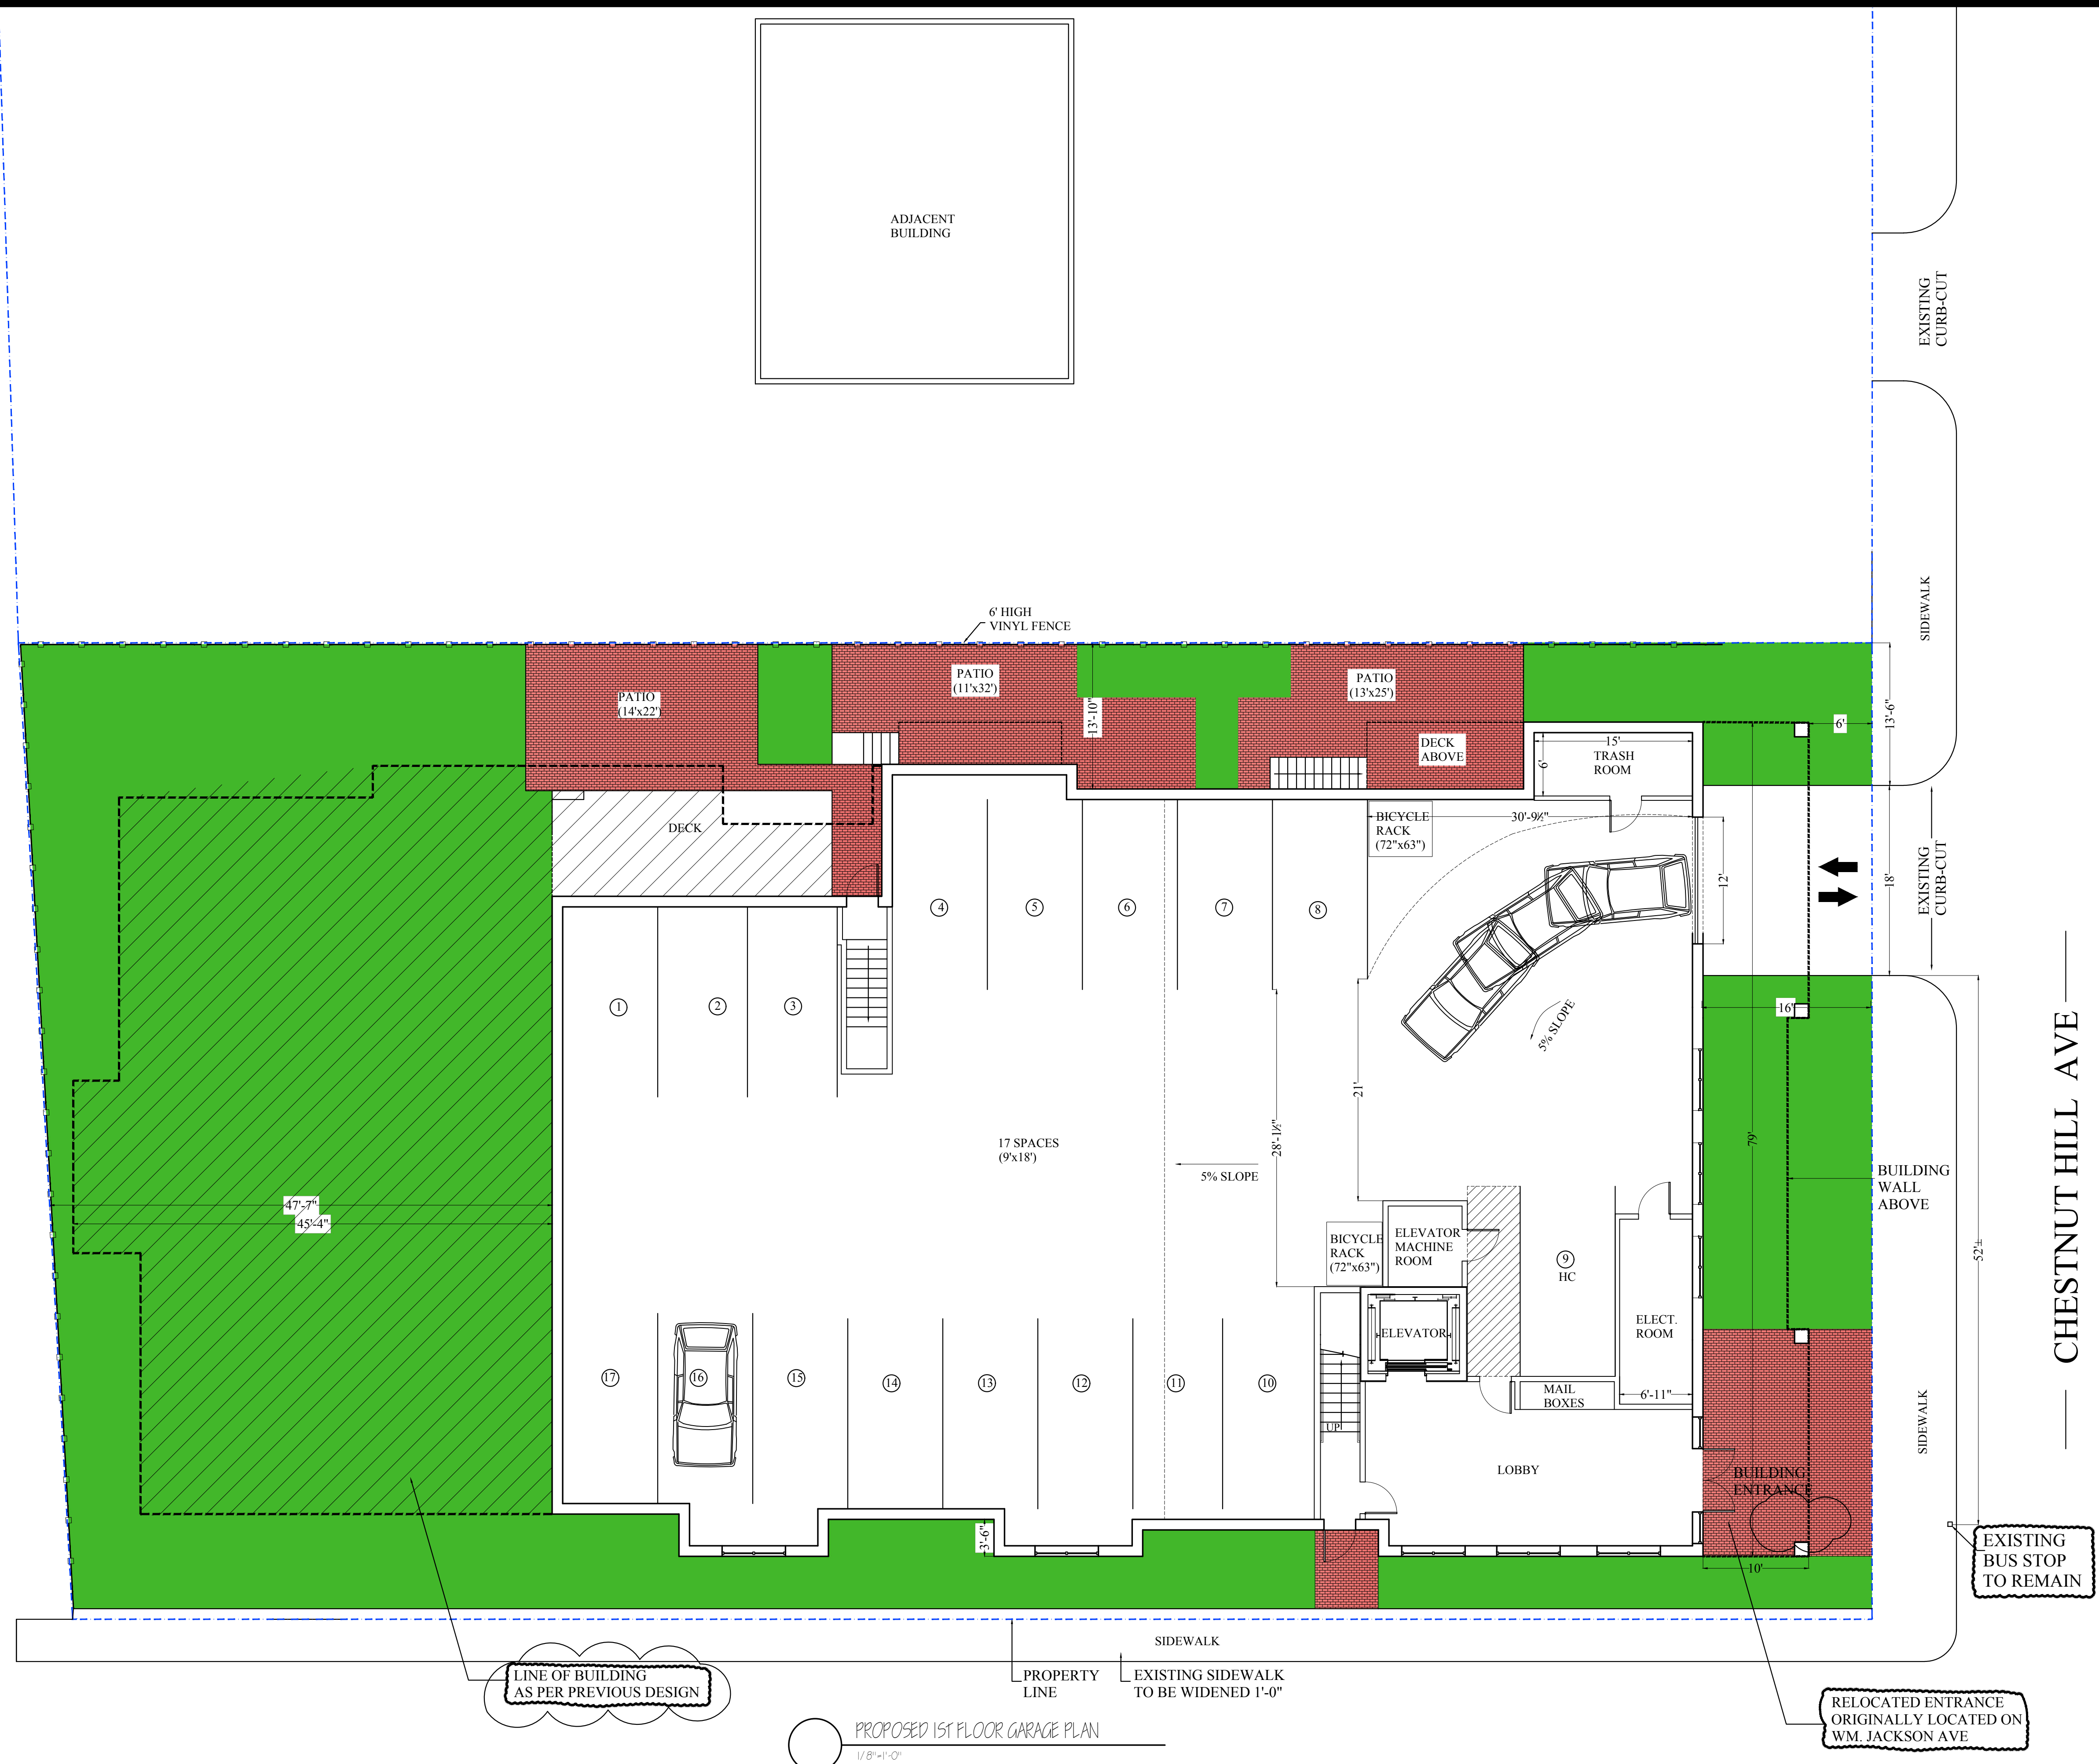 ADJACENT
BUILDING
EXISTING
CURB-CUT
SIDEWALK
6' HIGH
VINYL FENCE
PATIO
(14'x22')
PATIO
(11'x32')
13'-10"
PATIO
(13'x25')
DECK
ABOVE
15'
TRASH
ROOM
6'
6'
13'-6"
DECK
BICYCLE
RACK
(72"x63")
30'-9½"
12'
18'
EXISTING
CURB-CUT
4
5
6
7
8
1
2
3
16'
5% SLOPE
21'
28'-1½"
79'
17 SPACES
(9'x18')
5% SLOPE
BUILDING
WALL
ABOVE
CHESTNUT HILL AVE
47'-7"
45'-4"
BICYCLE
RACK
(72"x63")
ELEVATOR
MACHINE
ROOM
9
HC
52'±
ELEVATOR
ELECT.
ROOM
17
16
15
14
13
12
11
10
UP
MAIL
BOXES
6'-11"
SIDEWALK
LOBBY
BUILDING
ENTRANCE
3'-6"
10'
EXISTING
BUS STOP
TO REMAIN
SIDEWALK
LINE OF BUILDING
AS PER PREVIOUS DESIGN
PROPERTY
LINE
EXISTING SIDEWALK
TO BE WIDENED 1'-0"
RELOCATED ENTRANCE
ORIGINALLY LOCATED ON
WM. JACKSON AVE
PROPOSED 1ST FLOOR GARAGE PLAN
1/8"=1'-0"